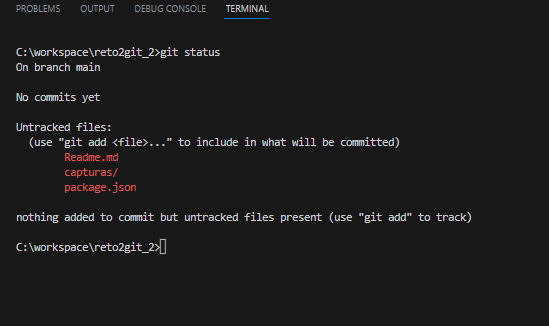 PROBLEMS OUTPUT DEBUG CONSOLE TERMINAL
C:\workspace\reto2git_2>git status
On branch main
No commits yet
Untracked files:
(use "git add <file>..." to include in what will be committed)
Readme.md
capturas/
package.json
nothing added to commit but untracked files present (use "git add" to track)
C:\workspace\reto2git_2>